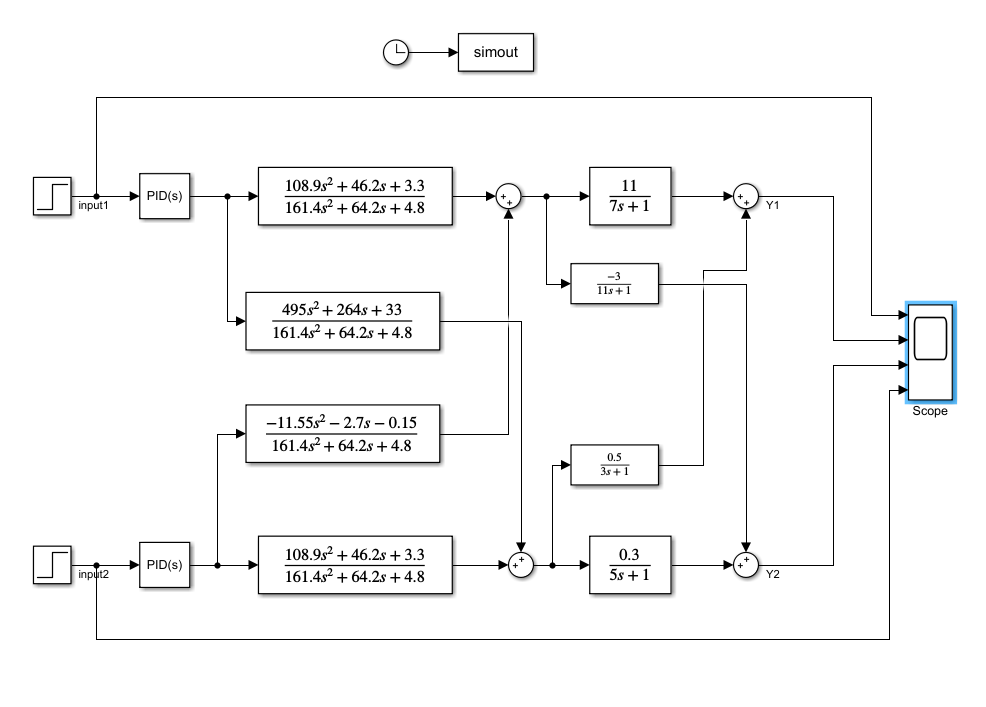 simout
input1
PID(s)
108.9s² + 46.2s + 3.3
161.4s² + 64.2s + 4.8
+
+
11
7s + 1
+
+
Y1
−3
11s + 1
495s² + 264s + 33
161.4s² + 64.2s + 4.8
Scope
−11.55s² − 2.7s − 0.15
161.4s² + 64.2s + 4.8
0.5
3s + 1
input2
PID(s)
108.9s² + 46.2s + 3.3
161.4s² + 64.2s + 4.8
+
+
0.3
5s + 1
+
+
Y2